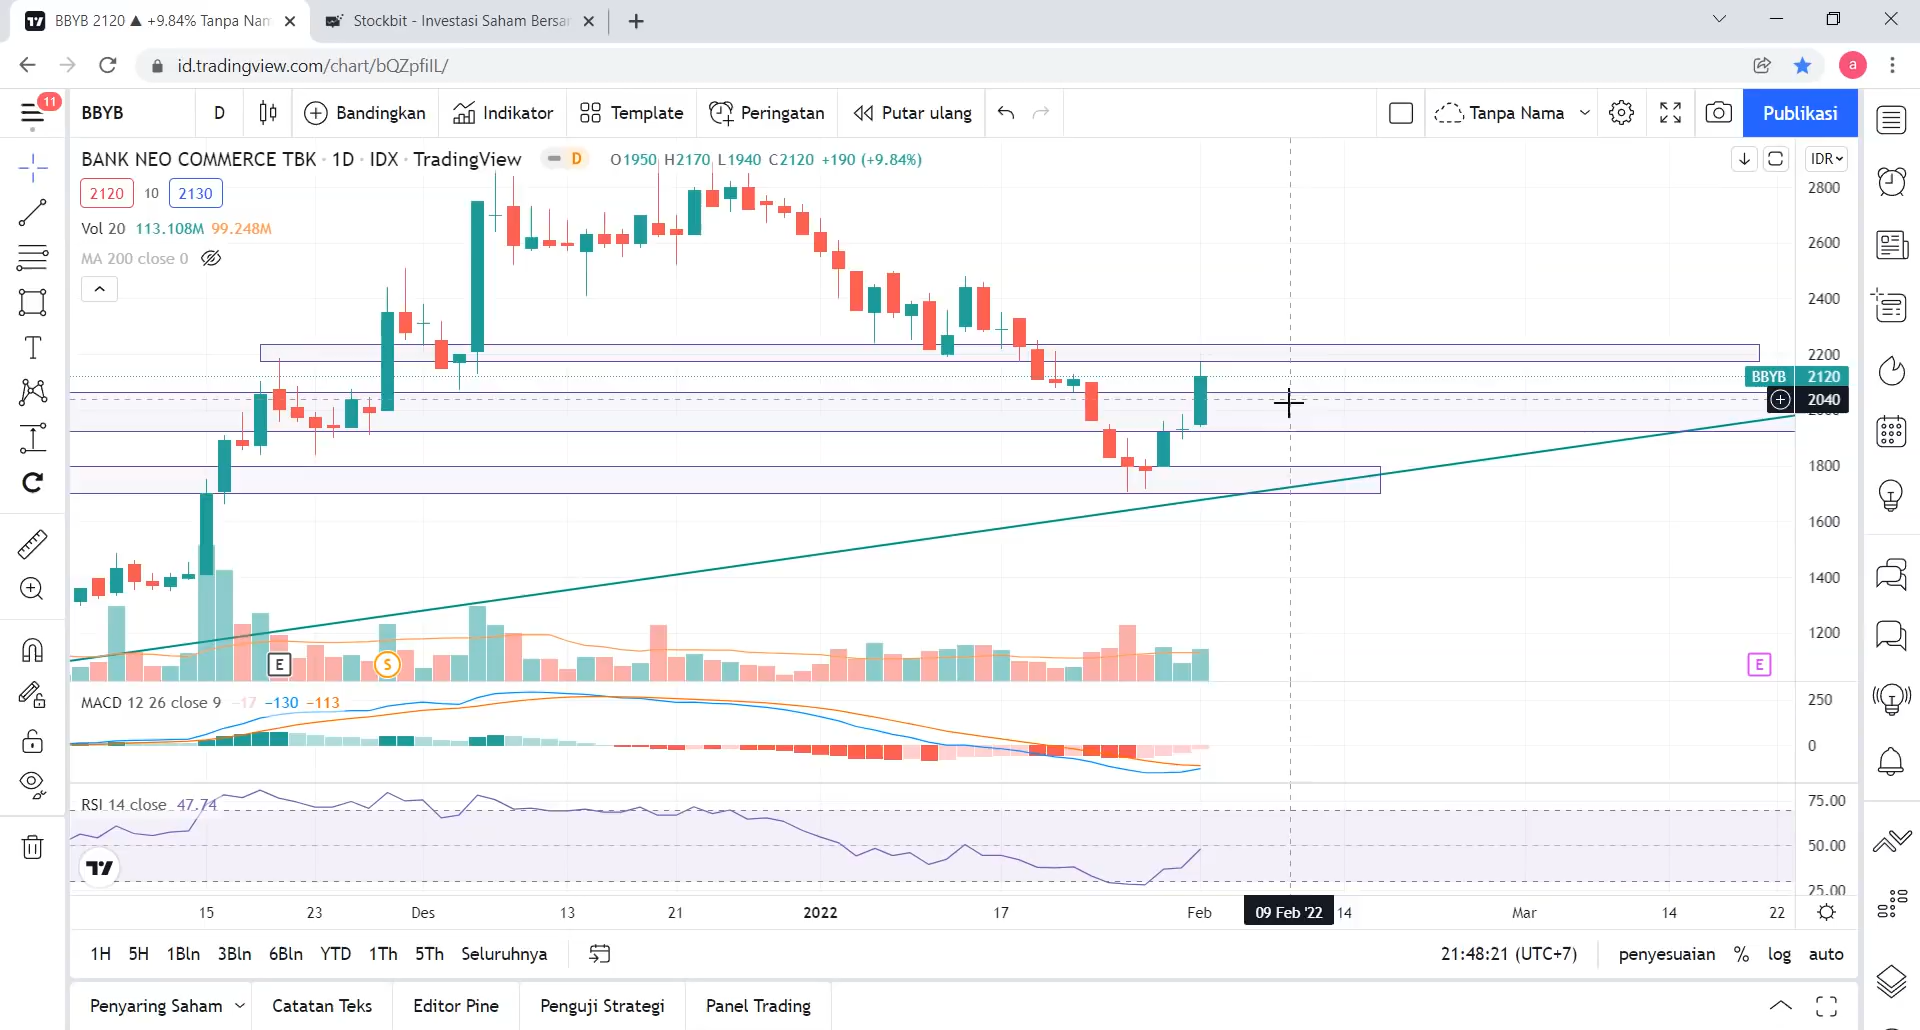 BBYB 2120 ▲ +9.84% Tanpa Nam
Stockbit - Investasi Saham Bersam
id.tradingview.com/chart/bQZpfiIL/
a
11
BBYB D Bandingkan Indikator Template Peringatan Putar ulang Tanpa Nama Publikasi
BANK NEO COMMERCE TBK · 1D · IDX · TradingView D O1950 H2170 L1940 C2120 +190 (+9.84%)
IDR
2120 10 2130
Vol 20 113.108M 99.248M
MA 200 close 0
2800
2600
2400
2200
BBYB 2120
2040
1800
1600
1400
1200
E S E
MACD 12 26 close 9 −17 −130 −113
250
0
RSI 14 close 47.74
75.00
50.00
25.00
15 23 Des 13 21 2022 17 Feb 09 Feb '22 14 Mar 14 22
1H 5H 1Bln 3Bln 6Bln YTD 1Th 5Th Seluruhnya 21:48:21 (UTC+7) penyesuaian % log auto
Penyaring Saham Catatan Teks Editor Pine Penguji Strategi Panel Trading